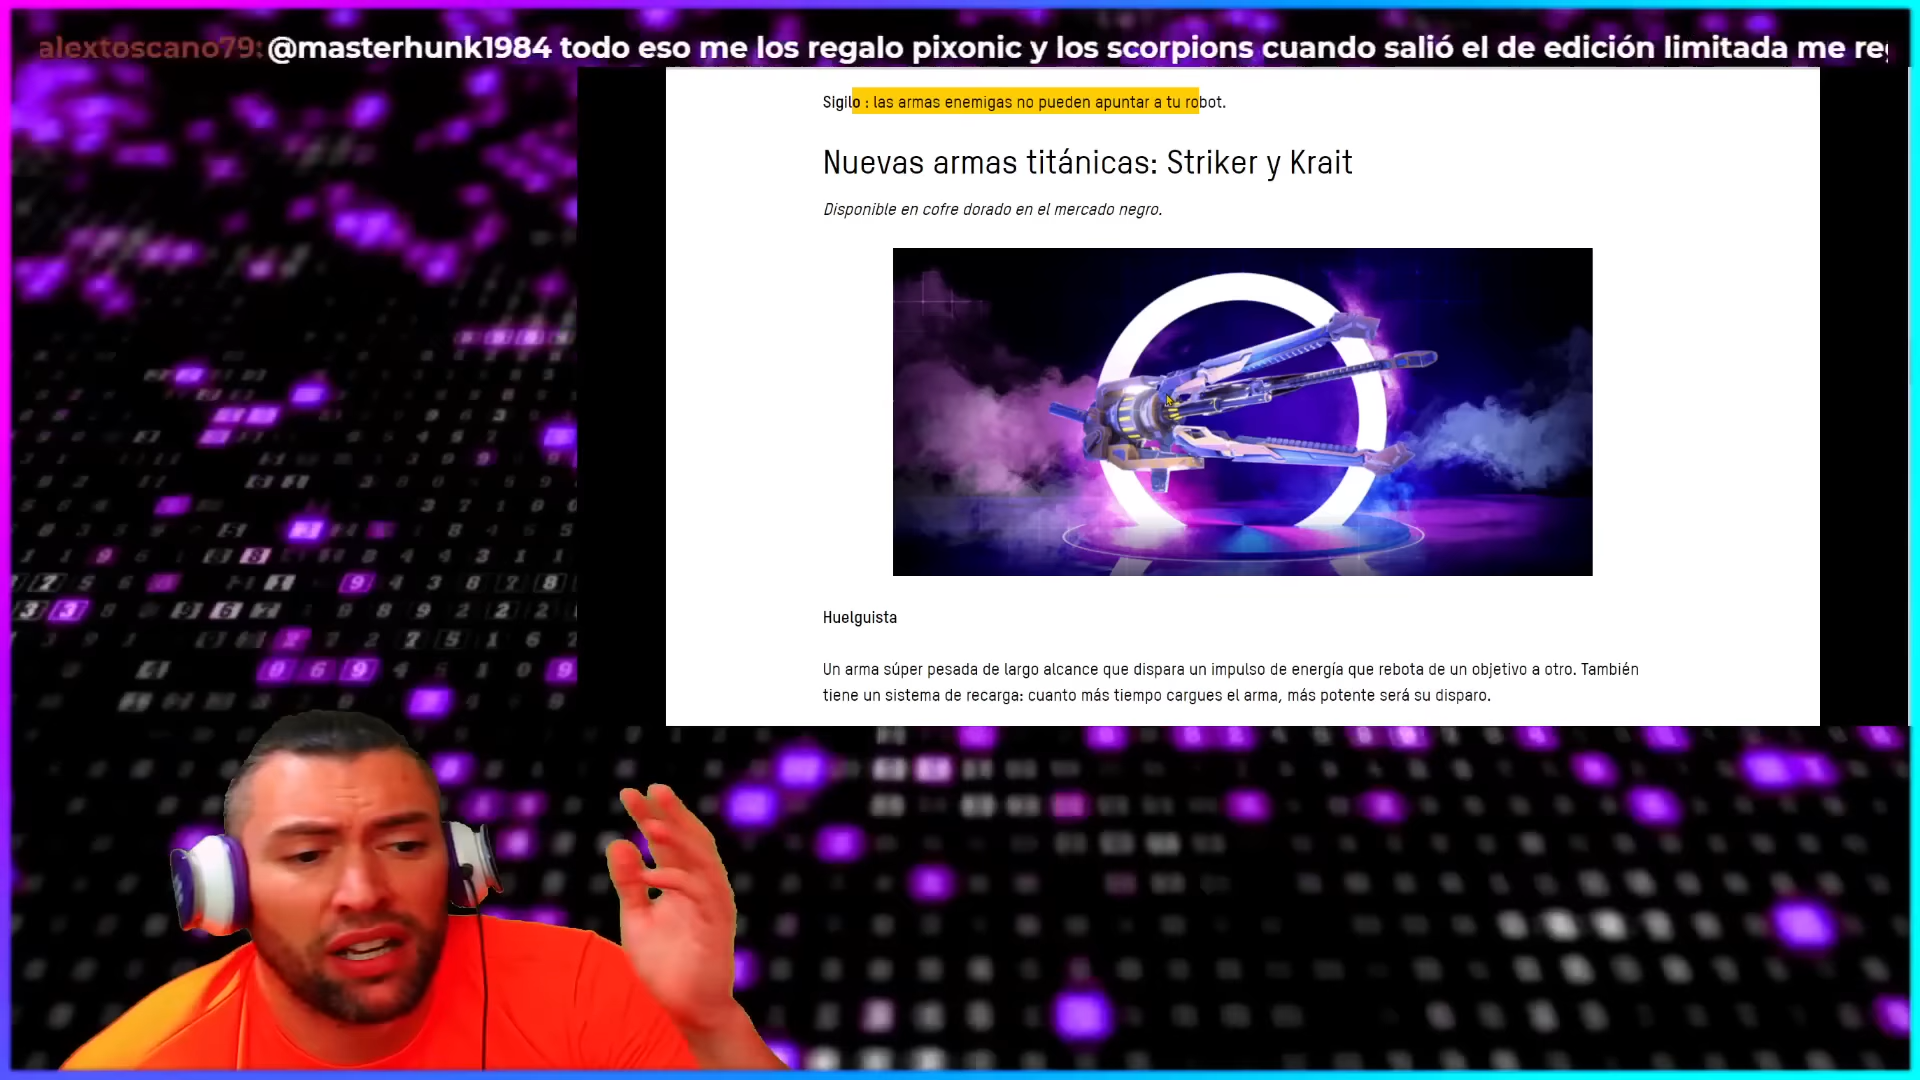 alextoscano79: @masterhunk1984 todo eso me los regalo pixonic y los scorpions cuando salió el de edición limitada me
Sigilo : las armas enemigas no pueden apuntar a tu robot.
Nuevas armas titánicas: Striker y Krait
Disponible en cofre dorado en el mercado negro.
Huelguista
Un arma súper pesada de largo alcance que dispara un impulso de energía que rebota de un objetivo a otro. También
tiene un sistema de recarga: cuanto más tiempo cargues el arma, más potente será su disparo.